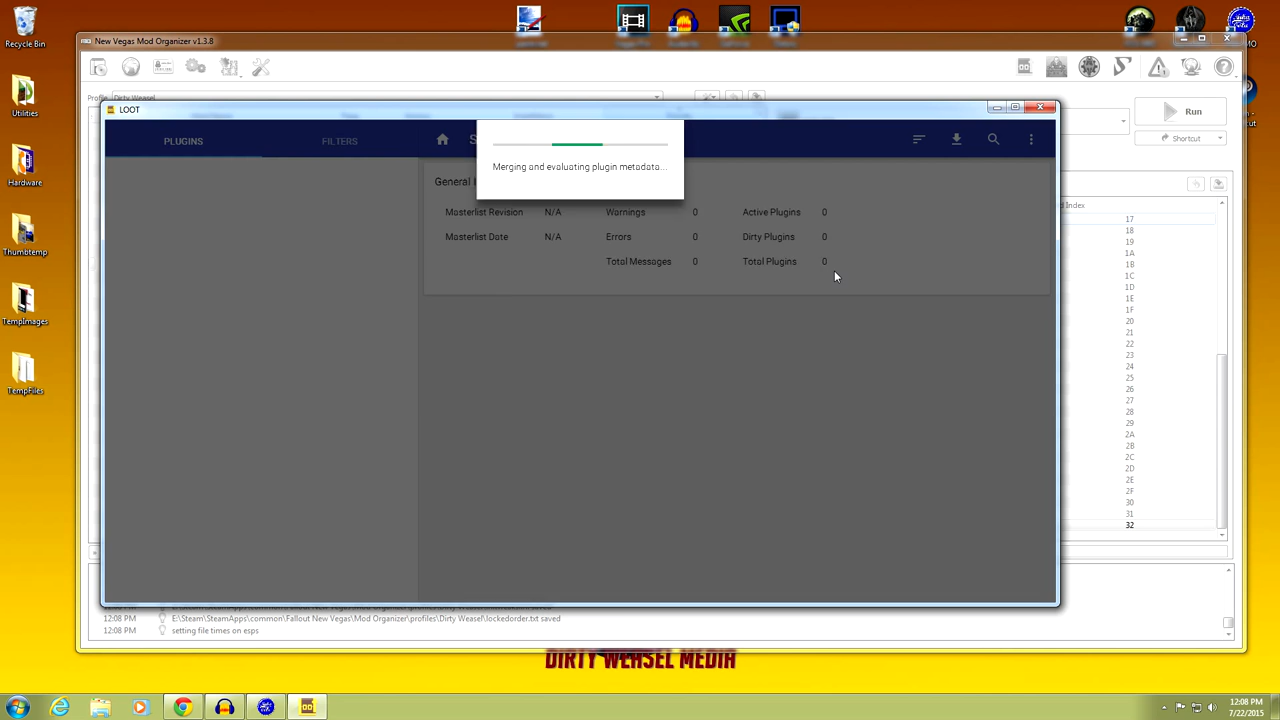 Recycle Bin
Utilities
Hardware
Thumbtemp
TempImages
TempFiles
New Vegas Mod Organizer v1.3.8
Profile
Dirty Weasel
Run
Shortcut
LOOT
PLUGINS
FILTERS
S
Merging and evaluating plugin metadata...
General I
Masterlist Revision N/A Warnings 0 Active Plugins 0
Masterlist Date N/A Errors 0 Dirty Plugins 0
Total Messages 0 Total Plugins 0
d Index
17
18
19
1A
1B
1C
1D
1E
1F
20
21
22
23
24
25
26
27
28
29
2A
2B
2C
2D
2E
2F
30
31
32
12:08 PM E:\Steam\SteamApps\common\Fallout New Vegas\Mod Organizer\profiles\Dirty Weasel\lockedorder.txt saved
12:08 PM setting file times on esps
DIRTY WEASEL MEDIA
12:08 PM
7/22/2015